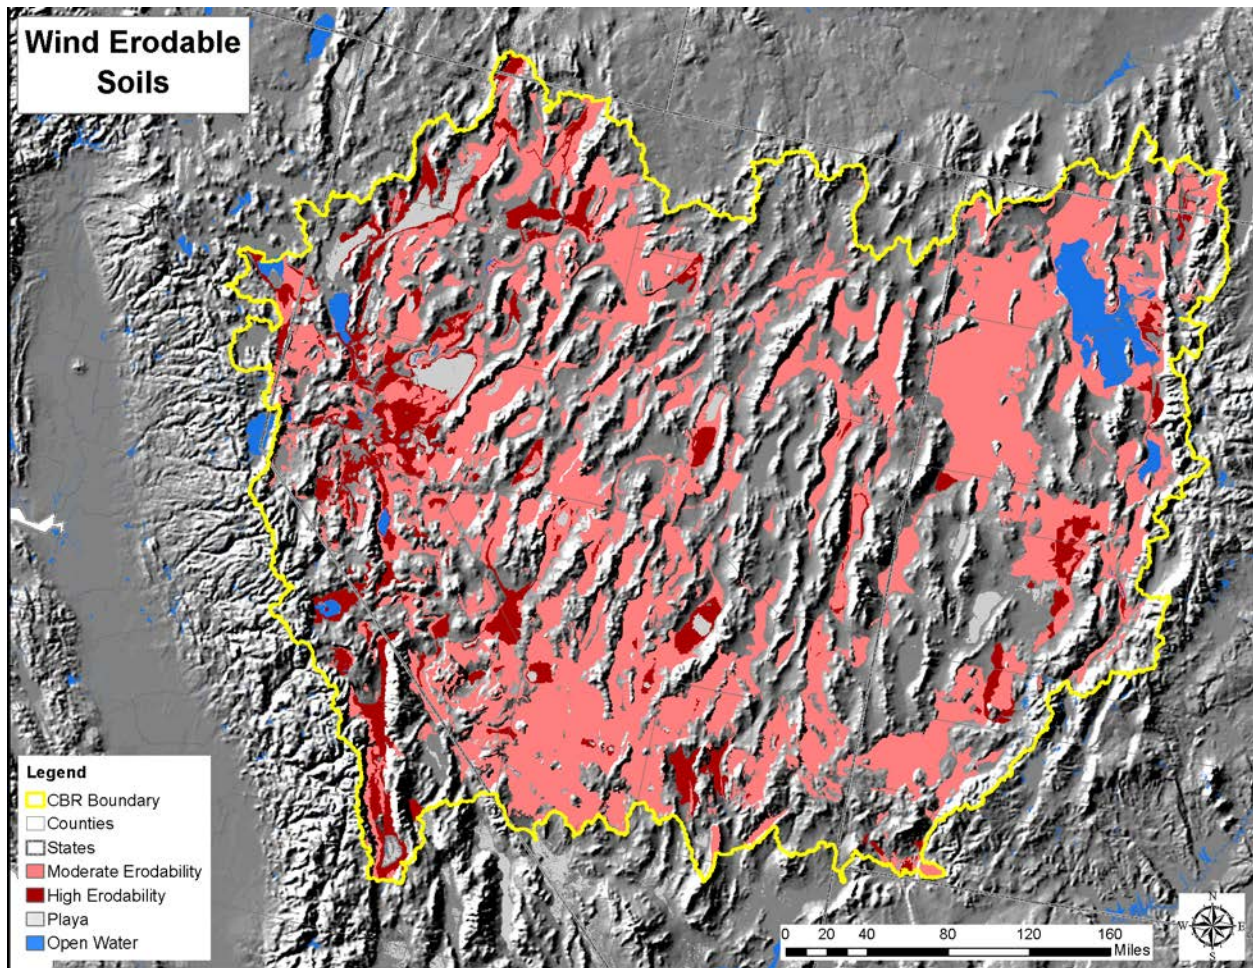 Wind Erodable
Soils
Legend
CBR Boundary
Counties
States
Moderate Erodability
High Erodability
Playa
Open Water
0 20 40 80 120 160
Miles
N
W E
S